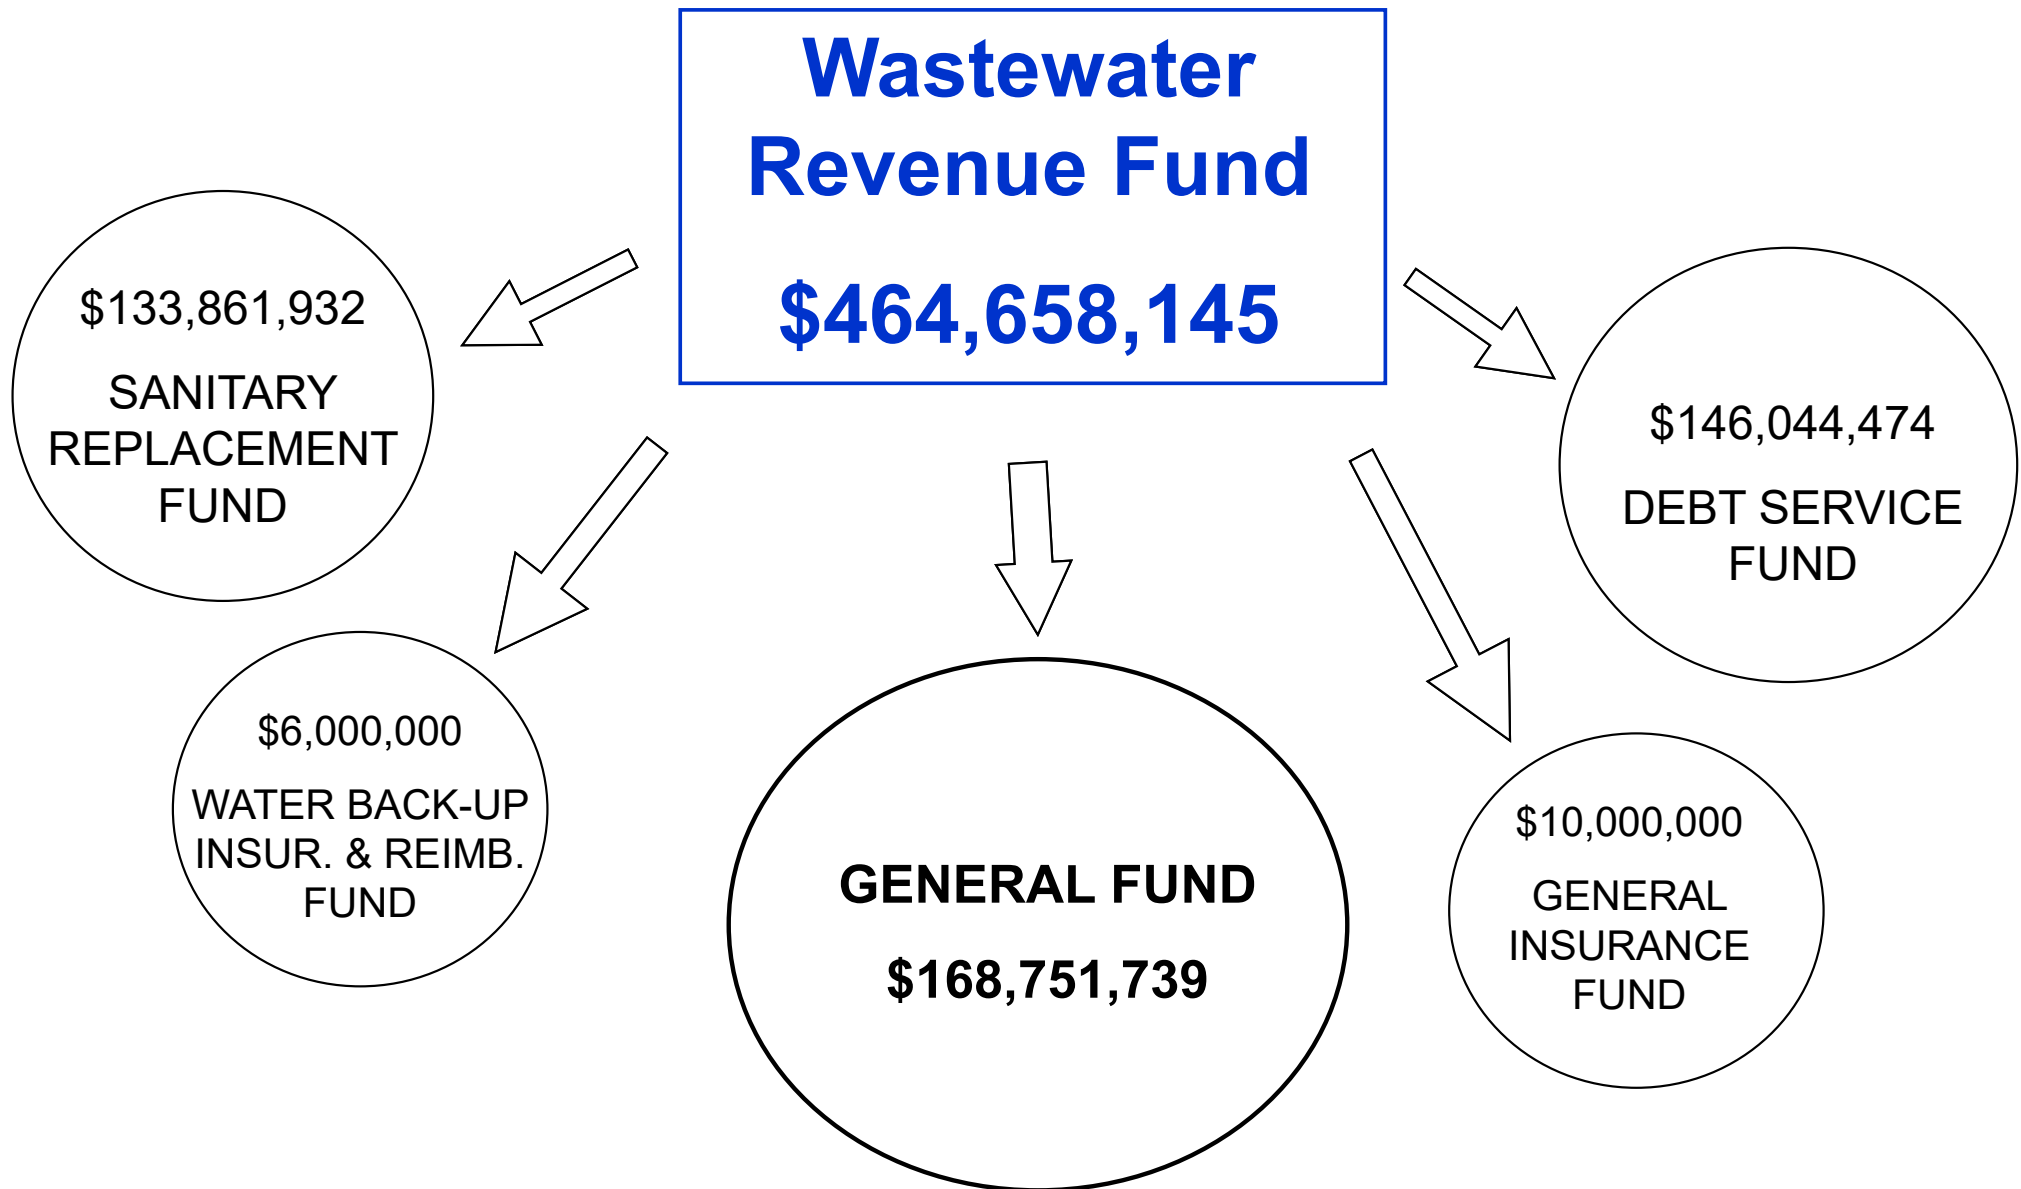 Wastewater
Revenue Fund
$464,658,145
$133,861,932
SANITARY
REPLACEMENT
FUND
$146,044,474
DEBT SERVICE
FUND
$6,000,000
WATER BACK-UP
INSUR. & REIMB.
FUND
GENERAL FUND
$168,751,739
$10,000,000
GENERAL
INSURANCE
FUND